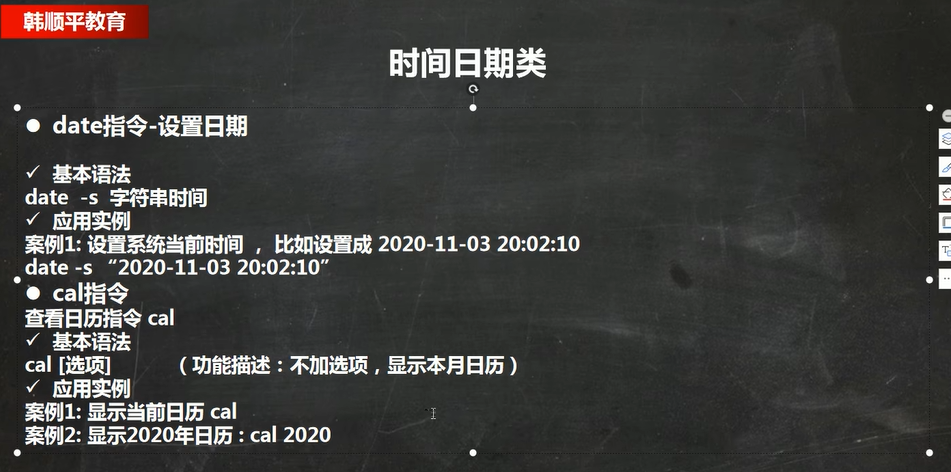 韩顺平教育
时间日期类
● date指令-设置日期
✓ 基本语法
date -s 字符串时间
✓ 应用实例
案例1: 设置系统当前时间 ， 比如设置成 2020-11-03 20:02:10
date -s “2020-11-03 20:02:10”
● cal指令
查看日历指令 cal
✓ 基本语法
cal [选项] （功能描述：不加选项，显示本月日历）
✓ 应用实例
案例1: 显示当前日历 cal
案例2: 显示2020年日历 : cal 2020